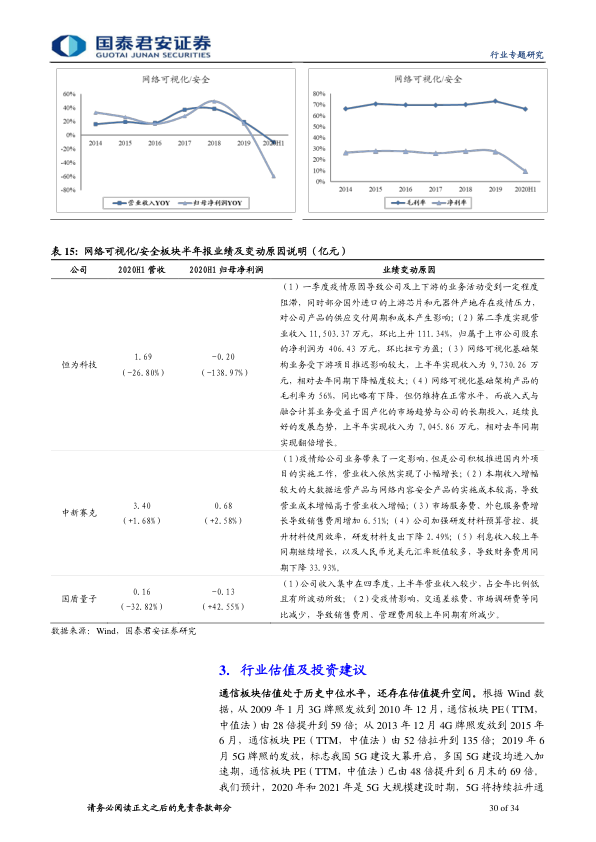 国泰君安证券
GUOTAI JUNAN SECURITIES
行业专题研究
网络可视化/安全
60%
40%
20%
0%
-20%
-40%
-60%
-80%
2014 2015 2016 2017 2018 2019 2020H1
营业收入YOY 归母净利润YOY
网络可视化/安全
80%
70%
60%
50%
40%
30%
20%
10%
0%
2014 2015 2016 2017 2018 2019 2020H1
毛利率 净利率
表 15：网络可视化/安全板块半年报业绩及变动原因说明（亿元）
公司 2020H1 营收 2020H1 归母净利润 业绩变动原因
恒为科技
1.69
(-26.80%)
-0.20
(-138.97%)
（1）一季度疫情原因导致公司及上下游的业务活动受到一定程度
阻滞，同时部分国外进口的上游芯片和元器件产地存在疫情压力，
对公司产品的供应交付周期和成本产生影响；（2）第二季度实现营
业收入 11,503.37 万元，环比上升 111.34%，归属于上市公司股东
的净利润为 406.43 万元，环比扭亏为盈；（3）网络可视化基础架
构业务受下游项目推迟影响较大，上半年实现收入为 9,730.26 万
元，相对去年同期下降幅度较大；（4）网络可视化基础架构产品的
毛利率为 56%，同比略有下降，但仍维持在正常水平，而嵌入式与
融合计算业务受益于国产化的市场趋势与公司的长期投入，延续良
好的发展态势，上半年实现收入为 7,045.86 万元，相对去年同期
实现翻倍增长。
中新赛克
3.40
(+1.68%)
0.68
(+2.58%)
（1）疫情给公司业务带来了一定影响，但是公司积极推进国内外项
目的实施工作，营业收入依然实现了小幅增长；（2）本期收入增幅
较大的大数据运营产品与网络内容安全产品的实施成本较高，导致
营业成本增幅高于营业收入增幅；（3）市场服务费、外包服务费增
长导致销售费用增加 6.51%；（4）公司加强研发材料预算管控、提
升材料使用效率，研发材料支出下降 2.49%；（5）利息收入较上年
同期继续增长，以及人民币兑美元汇率贬值较多，导致财务费用同
期下降 33.93%。
国盾量子
0.16
(-32.82%)
-0.13
(+42.55%)
（1）公司收入集中在四季度，上半年营业收入较少，占全年比例低
且有所波动所致；（2）受疫情影响，交通差旅费、市场调研费等同
比减少，导致销售费用、管理费用较上年同期有所减少。
数据来源：Wind，国泰君安证券研究
3. 行业估值及投资建议
通信板块估值处于历史中位水平，还存在估值提升空间。根据 Wind 数
据，从 2009 年 1 月 3G 牌照发放到 2010 年 12 月，通信板块 PE（TTM，
中值法）由 28 倍提升到 59 倍；从 2013 年 12 月 4G 牌照发放到 2015 年
6 月，通信板块 PE（TTM，中值法）由 52 倍拉升到 135 倍；2019 年 6
月 5G 牌照的发放，标志我国 5G 建设大幕开启，多国 5G 建设均进入加
速期，通信板块 PE（TTM，中值法）已由 48 倍提升到 6 月末的 69 倍。
我们预计，2020 年和 2021 年是 5G 大规模建设时期，5G 将持续拉升通
请务必阅读正文之后的免责条款部分
30 of 34